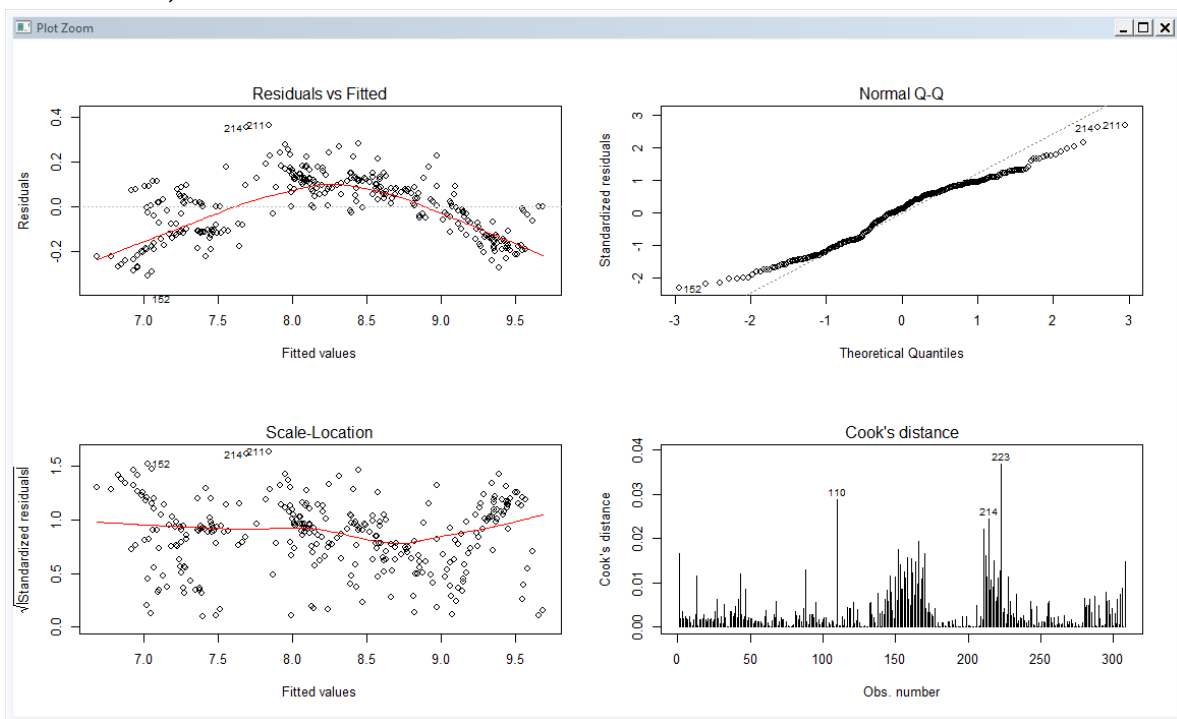 Plot Zoom
Residuals vs Fitted
Residuals
0.4
0.2
0.0
-0.2
214
211
152
7.0 7.5 8.0 8.5 9.0 9.5
Fitted values
Normal Q-Q
Standardized residuals
3
2
1
0
-1
-2
214
211
152
-3 -2 -1 0 1 2 3
Theoretical Quantiles
Scale-Location
√|Standardized residuals|
1.5
1.0
0.5
0.0
152
214
211
7.0 7.5 8.0 8.5 9.0 9.5
Fitted values
Cook's distance
Cook's distance
0.04
0.03
0.02
0.01
0.00
110
223
214
0 50 100 150 200 250 300
Obs. number